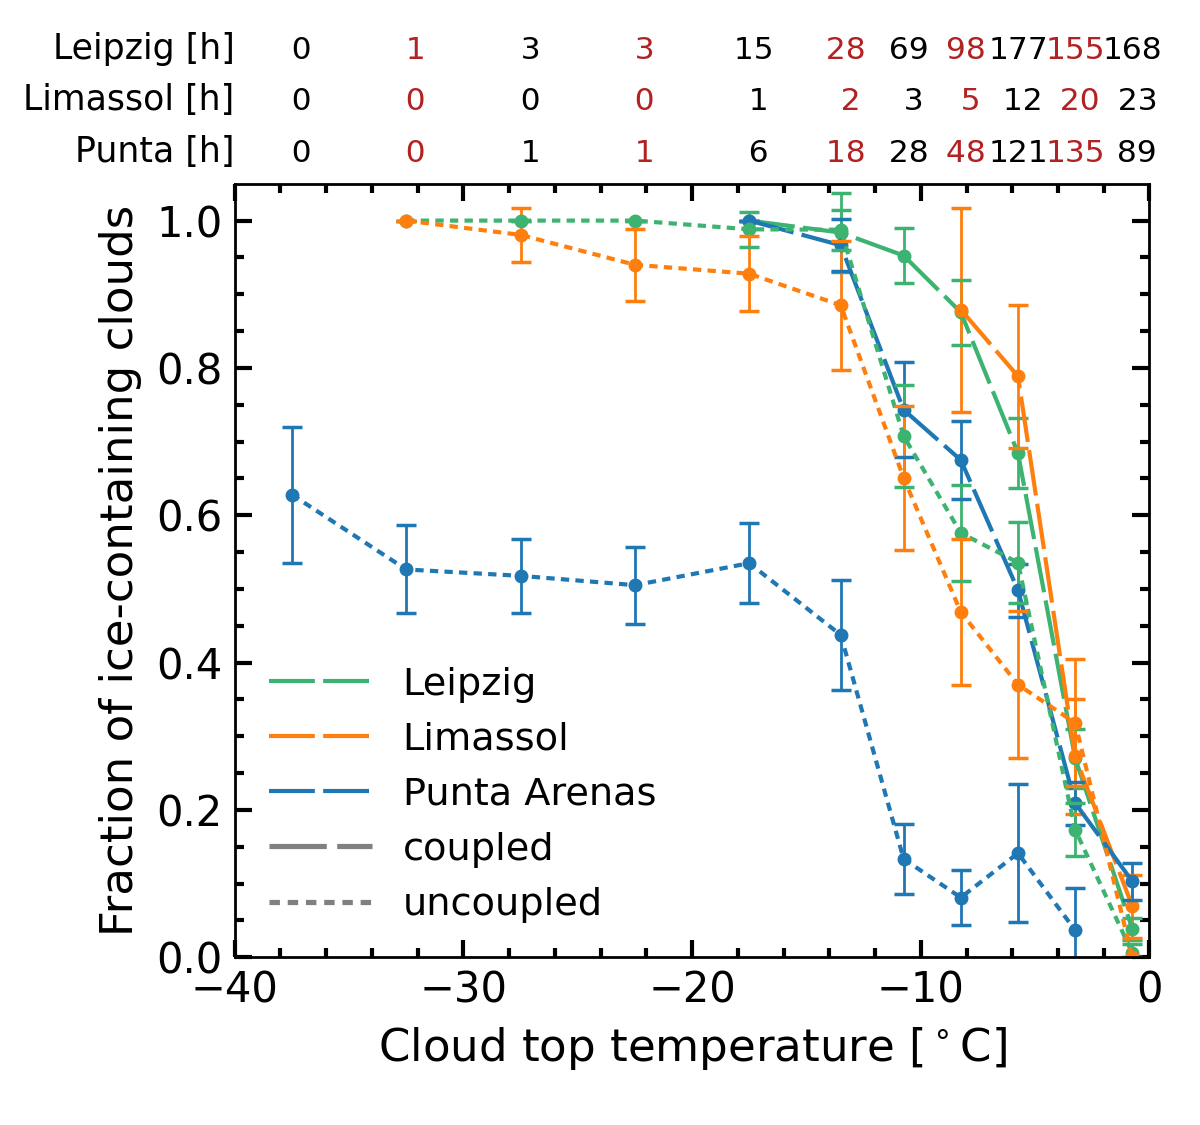 Leipzig [h] 0 1 3 3 15 28 69 98 177 155 168
Limassol [h] 0 0 0 0 1 2 3 5 12 20 23
Punta [h] 0 0 1 1 6 18 28 48 121 135 89
1.0
0.8
0.6
0.4
0.2
0.0
Fraction of ice-containing clouds
Leipzig
Limassol
Punta Arenas
coupled
uncoupled
−40 −30 −20 −10 0
Cloud top temperature [°C]